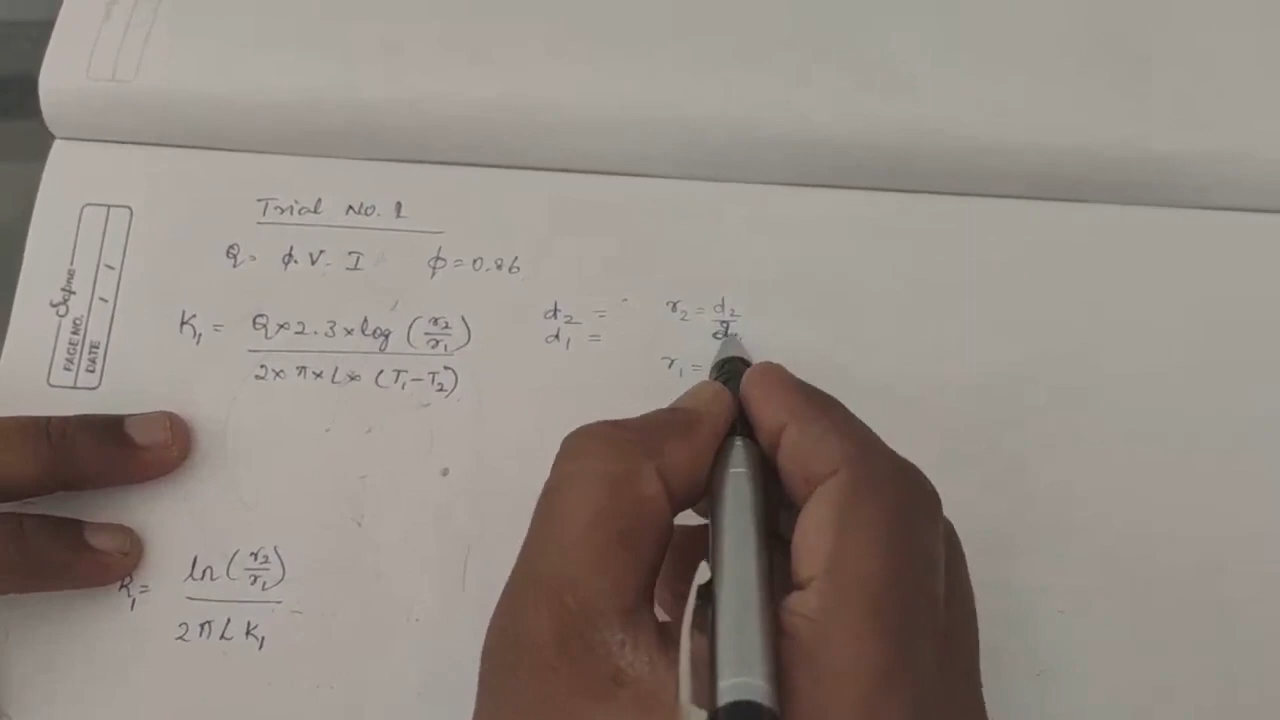 Sapna
PAGE NO.
DATE / /
Trial No. 1
Q = ϕ. V. I ϕ = 0.86
K₁ = Q × 2.3 × log (r₂/r₁) / 2 × π × L × (T₁ - T₂)
d₂ =
d₁ =
r₂ = d₂/
r₁ =
R₁ = ln (r₂/r₁) / 2 π L K₁